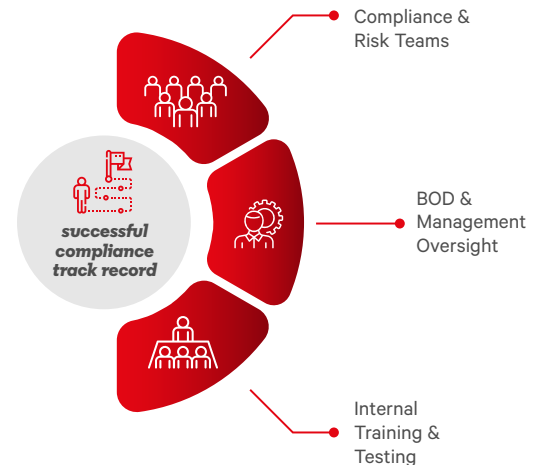 Compliance &
Risk Teams
successful
compliance
track record
BOD &
Management
Oversight
Internal
Training &
Testing